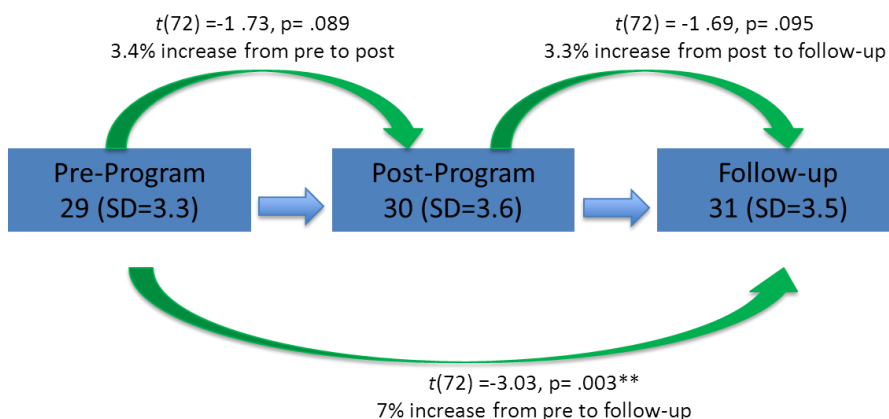 t(72) =-1 .73, p= .089
3.4% increase from pre to post
t(72) =-1 .69, p= .095
3.3% increase from post to follow-up
Pre-Program
29 (SD=3.3)
Post-Program
30 (SD=3.6)
Follow-up
31 (SD=3.5)
t(72) =-3.03, p= .003**
7% increase from pre to follow-up